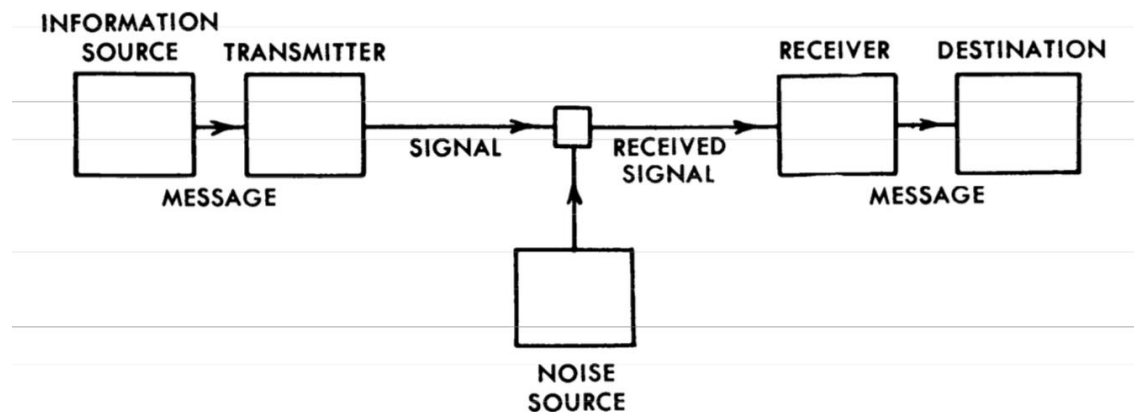 INFORMATION
SOURCE
TRANSMITTER
RECEIVER
DESTINATION
SIGNAL
RECEIVED
SIGNAL
MESSAGE
MESSAGE
NOISE
SOURCE